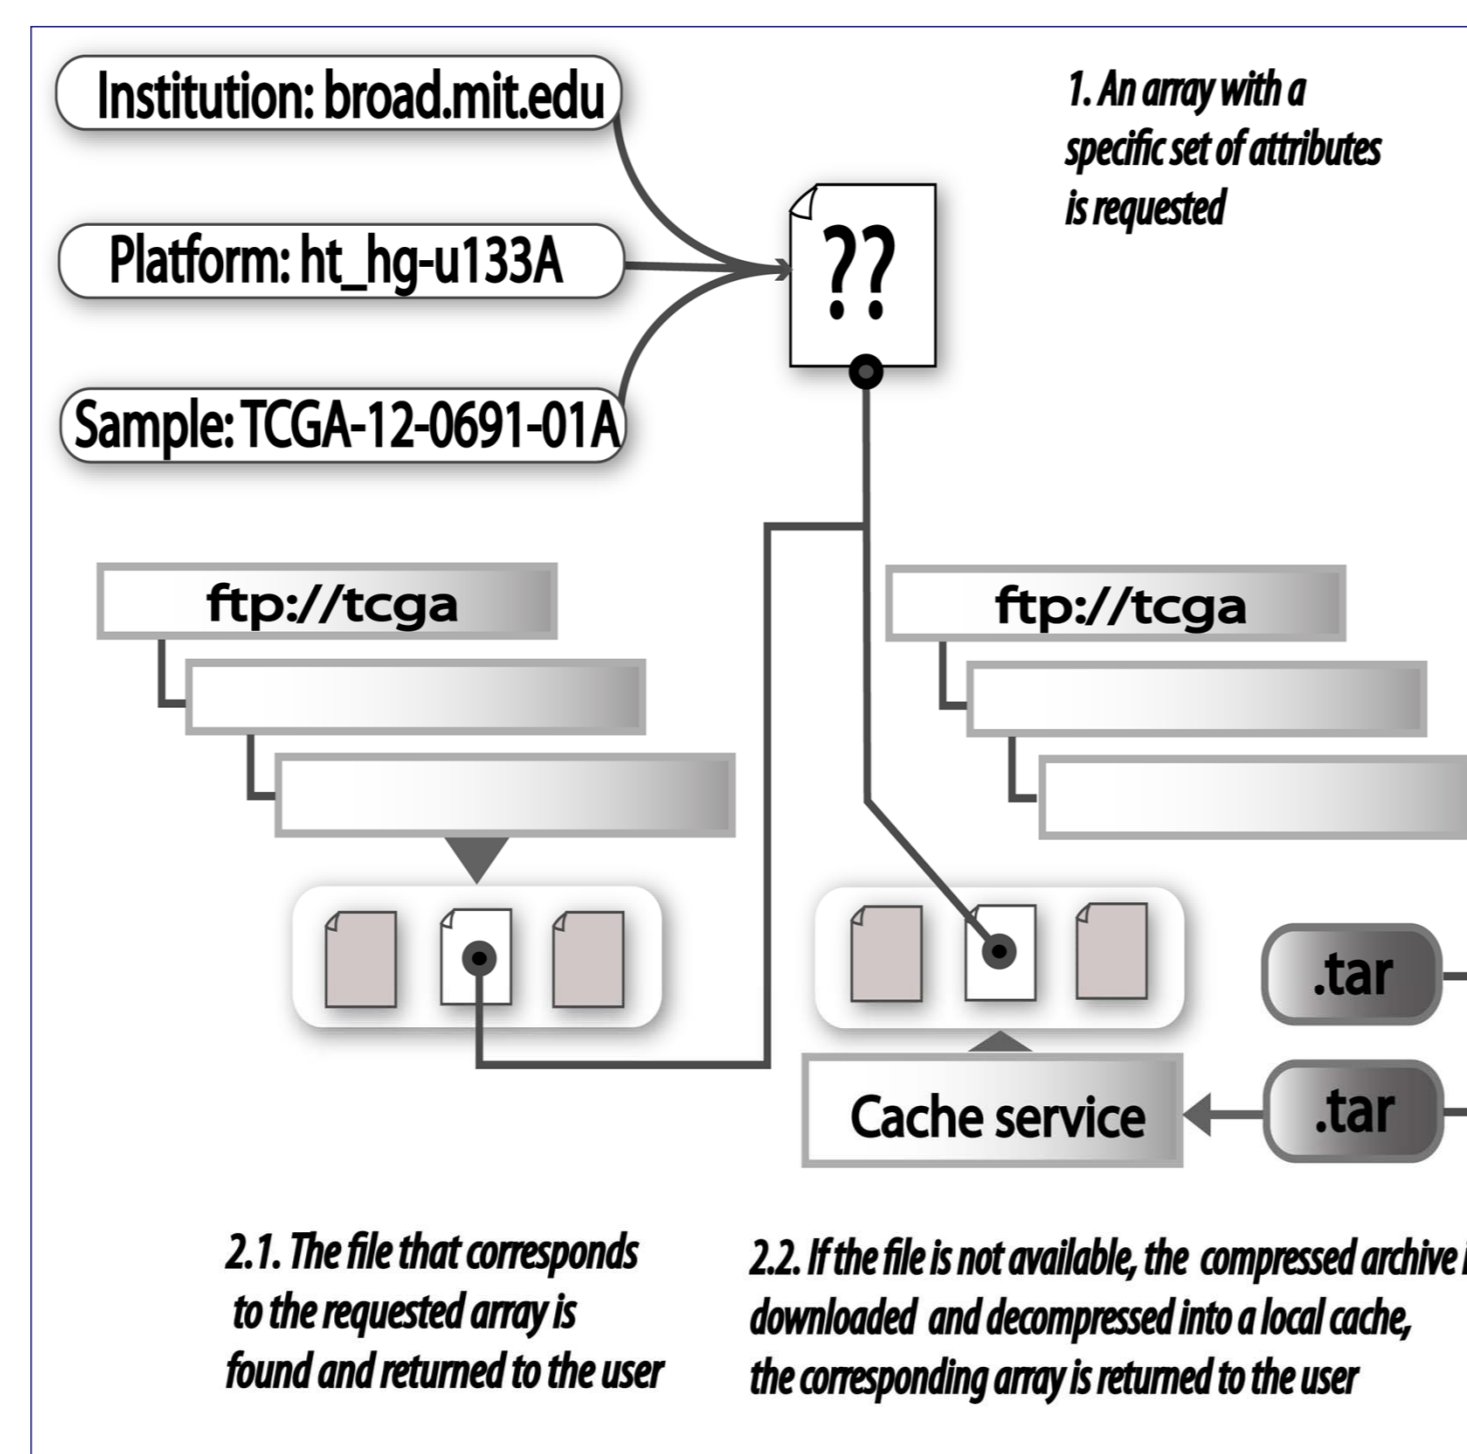 Institution: broad.mit.edu
1. An array with a
specific set of attributes
is requested
Platform: ht_hg-u133A
??
Sample: TCGA-12-0691-01A
ftp://tcga
ftp://tcga
.tar
Cache service
.tar
2.1. The file that corresponds
to the requested array is
found and returned to the user
2.2. If the file is not available, the compressed archive
downloaded and decompressed into a local cache,
the corresponding array is returned to the user